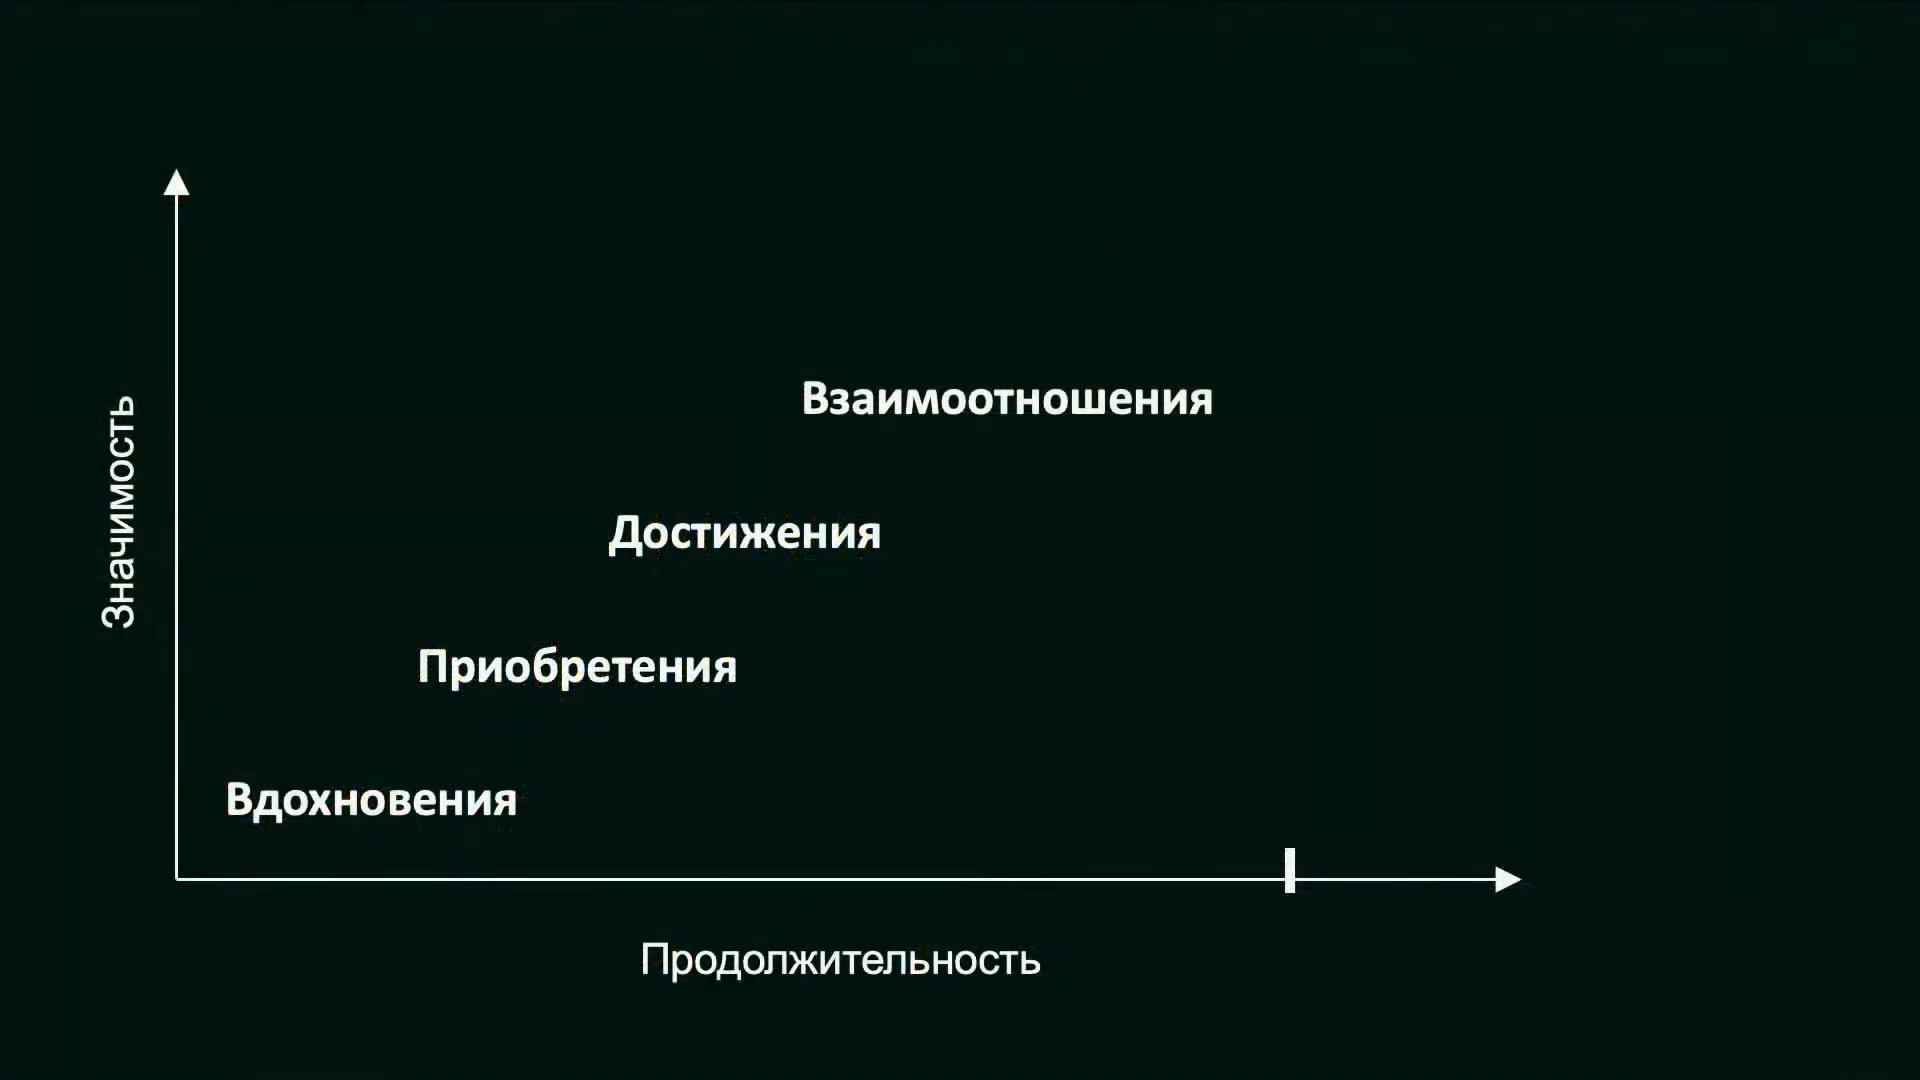 Взаимоотношения
Достижения
Приобретения
Вдохновения
Значимость
Продолжительность